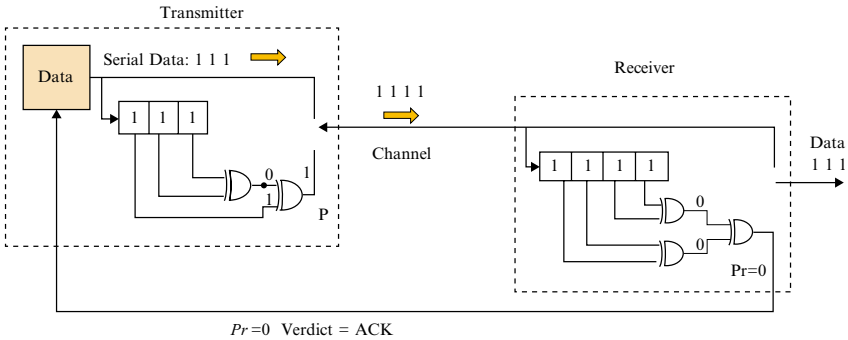 Transmitter
Data
Serial Data: 1 1 1
1 1 1
0
1
1
P
1 1 1 1
Channel
Receiver
1 1 1 1
0
0
Pr=0
Data
1 1 1
Pr=0 Verdict = ACK